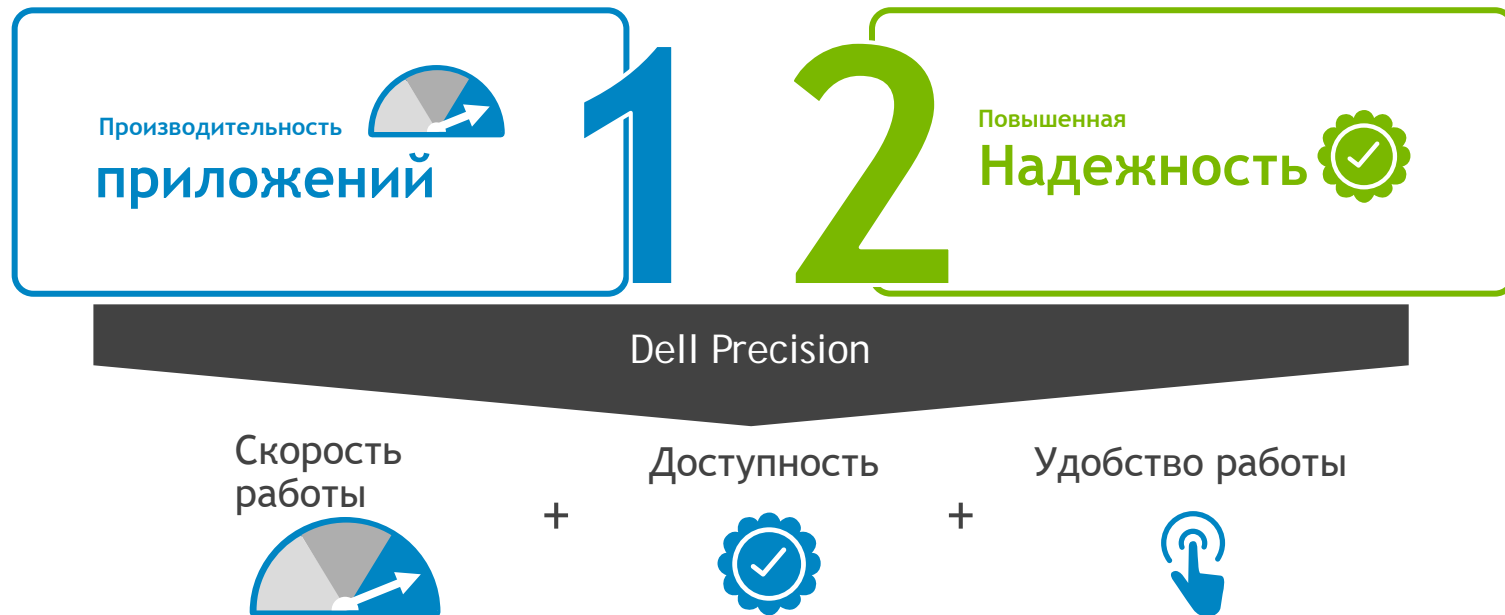 Производительность
приложений
1
2
Повышенная
Надежность
Dell Precision
Скорость
работы
+
Доступность
+
Удобство работы